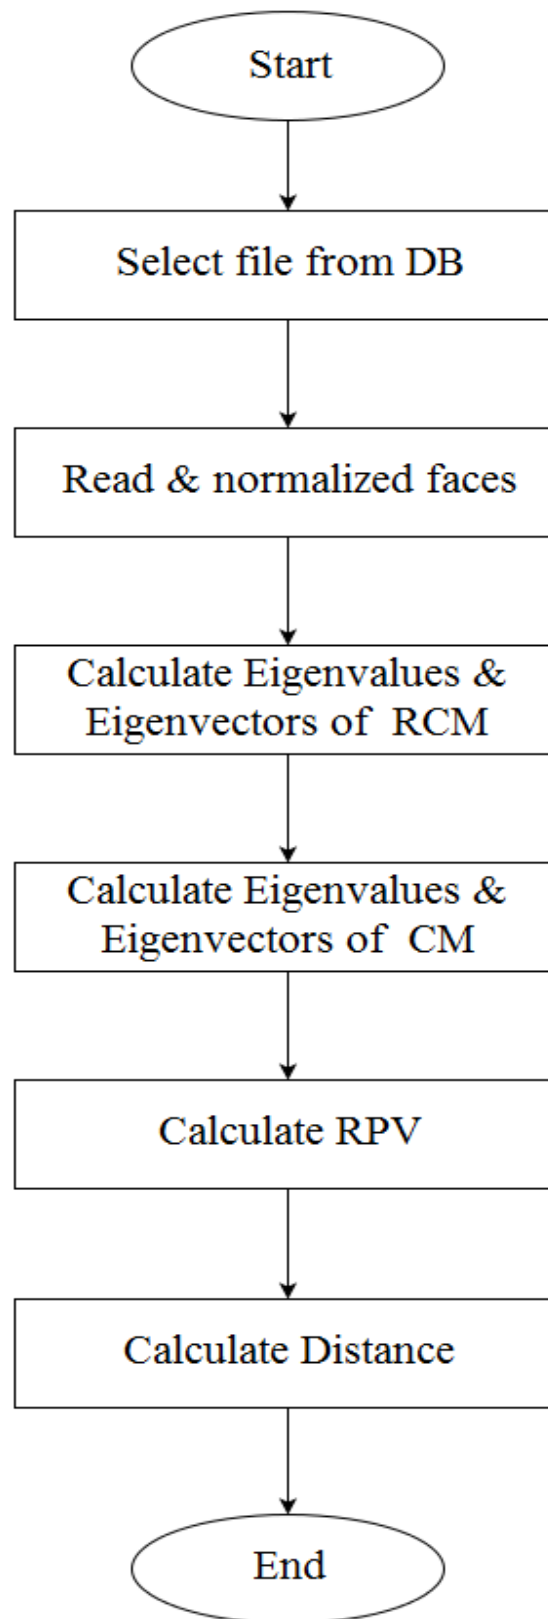 Start
Select file from DB
Read & normalized faces
Calculate Eigenvalues &
Eigenvectors of RCM
Calculate Eigenvalues &
Eigenvectors of CM
Calculate RPV
Calculate Distance
End